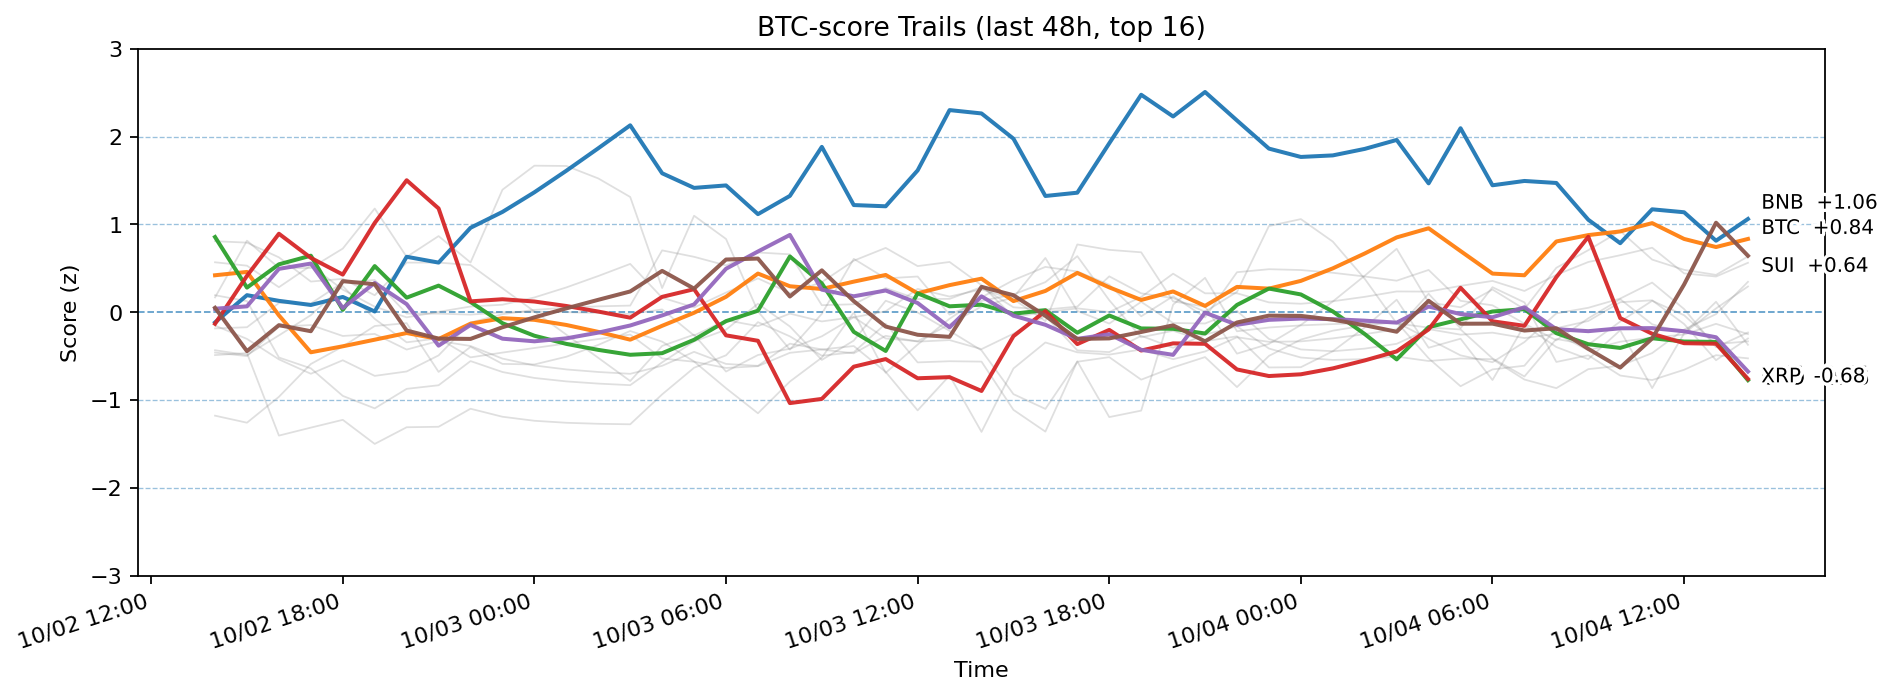 BTC-score Trails (last 48h, top 16)
3
2
1
0
−1
−2
−3
Score (z)
BNB +1.06
BTC +0.84
SUI +0.64
XRP -0.68
10/02 12:00
10/02 18:00
10/03 00:00
10/03 06:00
10/03 12:00
10/03 18:00
10/04 00:00
10/04 06:00
10/04 12:00
Time